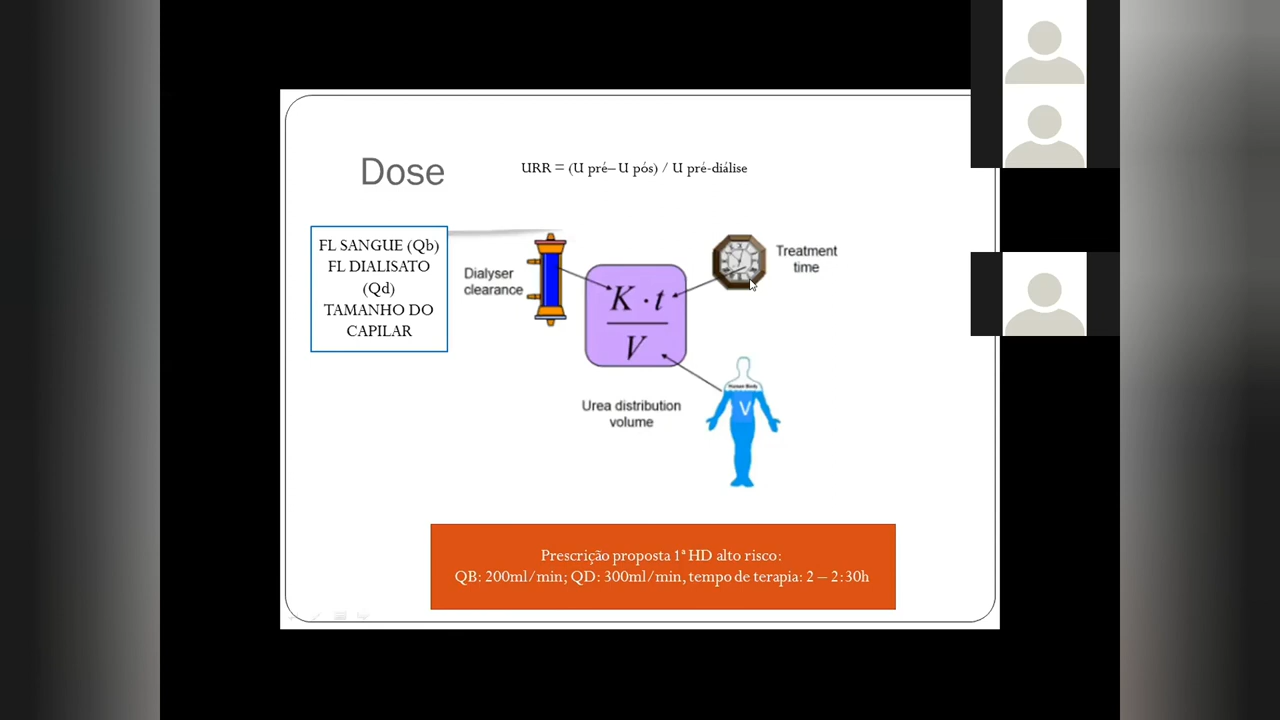 Dose
URR = (U pré– U pós) / U pré-diálise
FL SANGUE (Qb)
FL DIALISATO
(Qd)
TAMANHO DO
CAPILAR
Dialyser
clearance
K · t
V
Treatment
time
Urea distribution
volume
Human Body
V
Prescrição proposta 1ª HD alto risco:
QB: 200ml/min; QD: 300ml/min, tempo de terapia: 2 – 2:30h